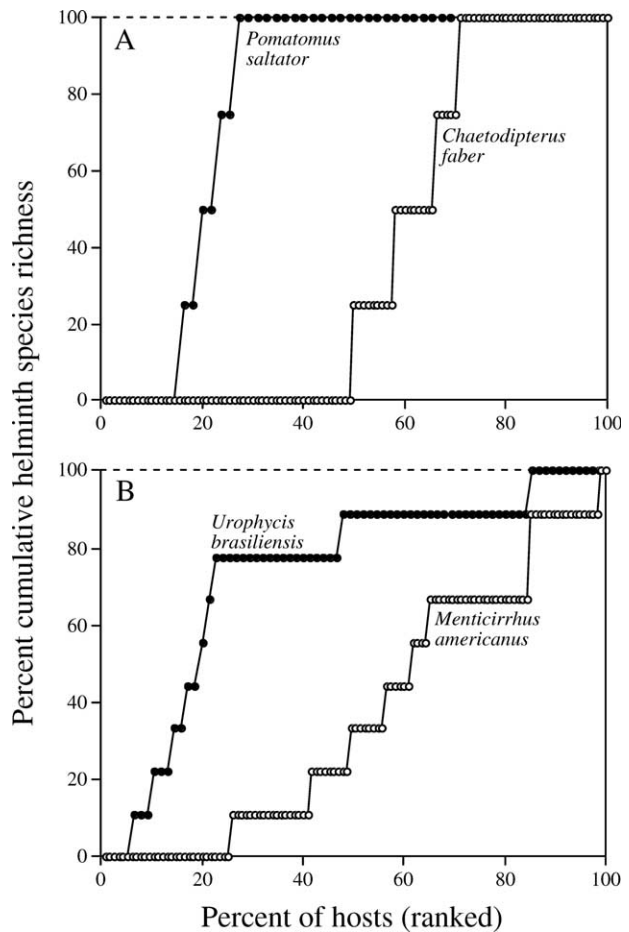 Percent cumulative helminth species richness
A
100
80
60
40
20
0
Pomatomus
saltator
Chaetodipterus
faber
0 20 40 60 80 100
B
100
80
60
40
20
0
Urophycis
brasiliensis
Menticirrhus
americanus
0 20 40 60 80 100
Percent of hosts (ranked)